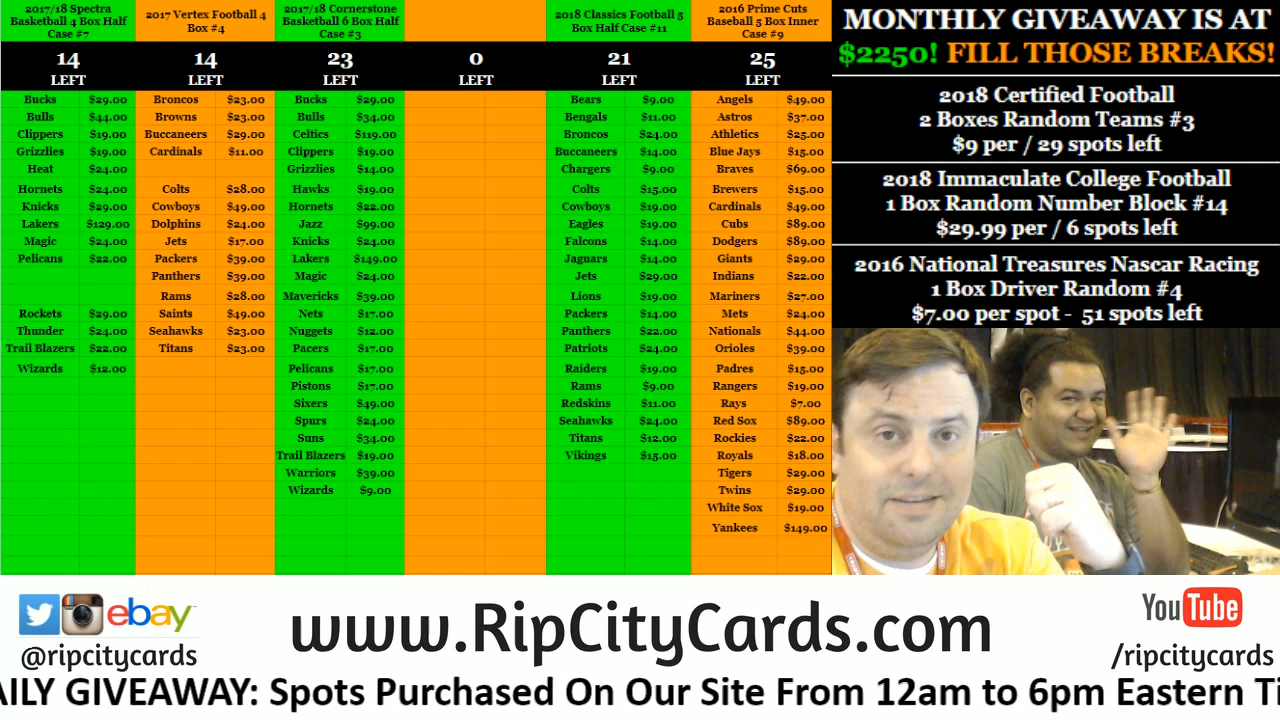 2017/18 Spectra
Basketball 4 Box Half
Case #7
14
LEFT
Bucks $29.00
Bulls $44.00
Clippers $19.00
Grizzlies $19.00
Heat $24.00
Hornets $24.00
Knicks $29.00
Lakers $129.00
Magic $24.00
Pelicans $22.00
Rockets $29.00
Thunder $24.00
Trail Blazers $22.00
Wizards $12.00
2017 Vertex Football 4
Box #4
14
LEFT
Broncos $23.00
Browns $23.00
Buccaneers $29.00
Cardinals $11.00
Colts $28.00
Cowboys $49.00
Dolphins $24.00
Jets $17.00
Packers $39.00
Panthers $39.00
Rams $28.00
Saints $49.00
Seahawks $23.00
Titans $23.00
2017/18 Cornerstone
Basketball 6 Box Half
Case #3
23
LEFT
Bucks $29.00
Bulls $34.00
Celtics $119.00
Clippers $19.00
Grizzlies $14.00
Hawks $19.00
Hornets $22.00
Jazz $99.00
Knicks $24.00
Lakers $149.00
Magic $24.00
Mavericks $39.00
Nets $17.00
Nuggets $12.00
Pacers $17.00
Pelicans $17.00
Pistons $17.00
Sixers $49.00
Spurs $24.00
Suns $34.00
Trail Blazers $19.00
Warriors $39.00
Wizards $9.00
0
LEFT
2018 Classics Football 5
Box Half Case #11
21
LEFT
Bears $9.00
Bengals $11.00
Broncos $24.00
Buccaneers $14.00
Chargers $9.00
Colts $15.00
Cowboys $19.00
Eagles $19.00
Falcons $14.00
Jaguars $14.00
Jets $29.00
Lions $19.00
Packers $14.00
Panthers $22.00
Patriots $24.00
Raiders $19.00
Rams $9.00
Redskins $11.00
Seahawks $24.00
Titans $12.00
Vikings $15.00
2016 Prime Cuts
Baseball 5 Box Inner
Case #9
25
LEFT
Angels $49.00
Astros $37.00
Athletics $25.00
Blue Jays $15.00
Braves $69.00
Brewers $15.00
Cardinals $49.00
Cubs $89.00
Dodgers $89.00
Giants $29.00
Indians $22.00
Mariners $27.00
Mets $24.00
Nationals $44.00
Orioles $39.00
Padres $15.00
Rangers $19.00
Rays $7.00
Red Sox $89.00
Rockies $22.00
Royals $18.00
Tigers $29.00
Twins $29.00
White Sox $19.00
Yankees $149.00
MONTHLY GIVEAWAY IS AT
$2250! FILL THOSE BREAKS!
2018 Certified Football
2 Boxes Random Teams #3
$9 per / 29 spots left
2018 Immaculate College Football
1 Box Random Number Block #14
$29.99 per / 6 spots left
2016 National Treasures Nascar Racing
1 Box Driver Random #4
$7.00 per spot - 51 spots left
ebay
@ripcitycards
www.RipCityCards.com
YouTube
/ripcitycards
AILY GIVEAWAY: Spots Purchased On Our Site From 12am to 6pm Eastern Ti